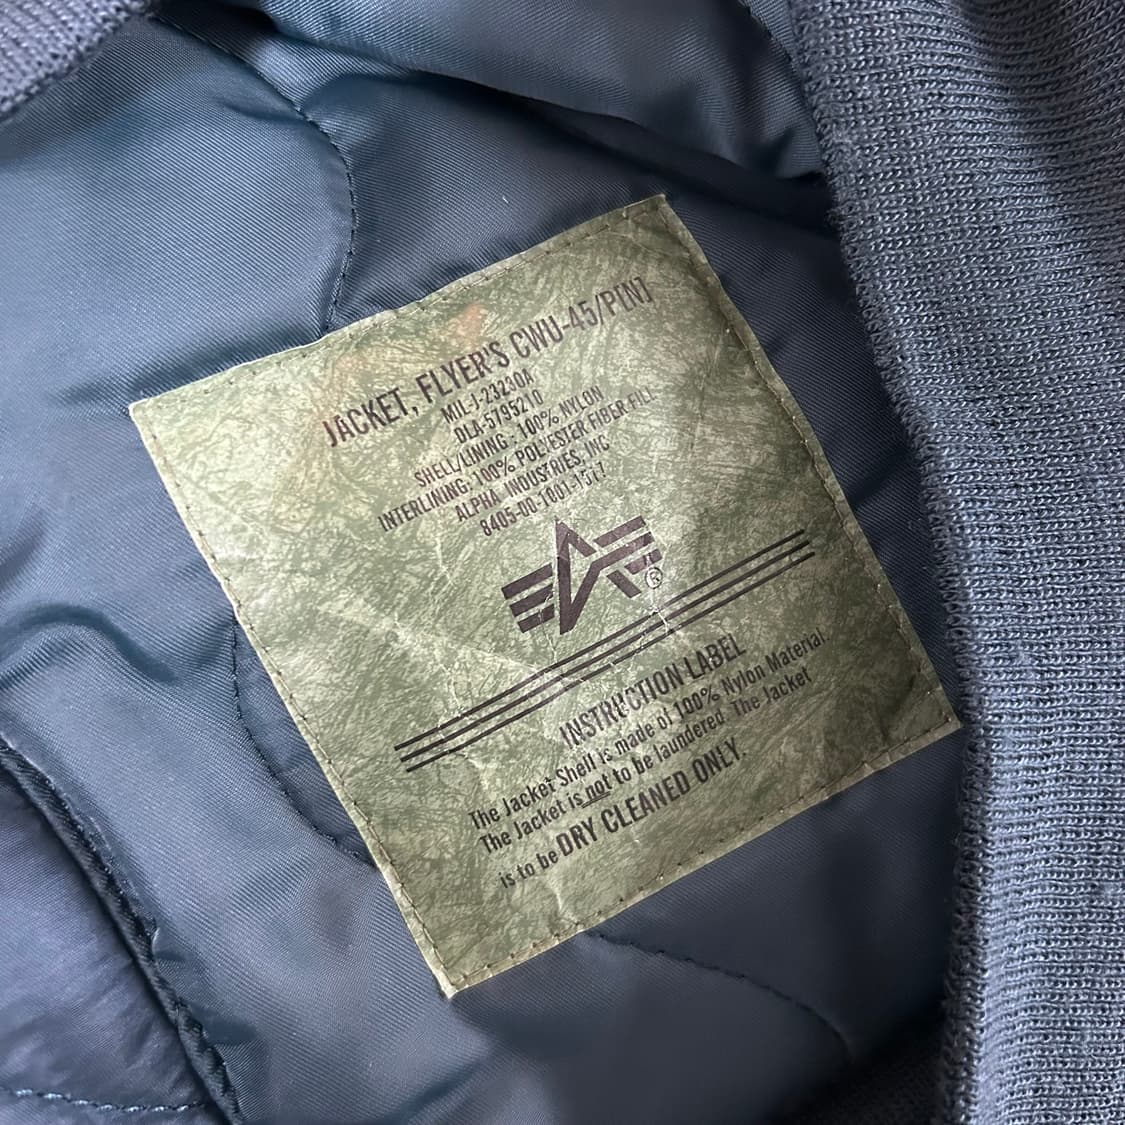 JACKET, FLYER'S CWU-45/P[N]
MIL-J-23230A
DLA-5795210
SHELL/LINING: 100% NYLON
INTERLINING: 100% POLYESTER FIBER FILL
ALPHA INDUSTRIES, INC
8405-00-1001-1577
®
INSTRUCTION LABEL
The Jacket Shell is made of 100% Nylon Material.
The Jacket is not to be laundered. The Jacket
is to be DRY CLEANED ONLY.